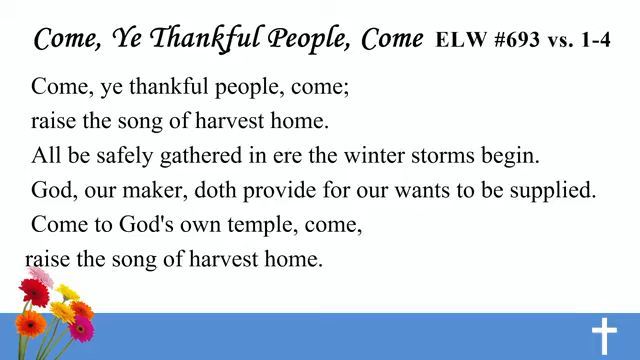 Come, Ye Thankful People, Come ELW #693 vs. 1-4
Come, ye thankful people, come;
raise the song of harvest home.
All be safely gathered in ere the winter storms begin.
God, our maker, doth provide for our wants to be supplied.
Come to God's own temple, come,
raise the song of harvest home.